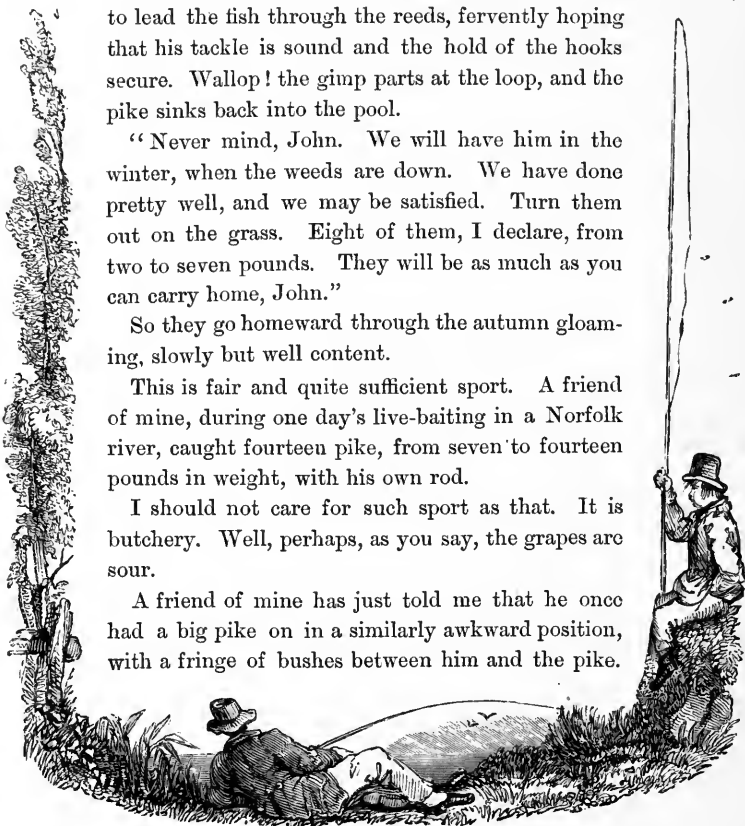 to lead the fish through the reeds, fervently hoping
that his tackle is sound and the hold of the hooks
secure. Wallop! the gimp parts at the loop, and the
pike sinks back into the pool.
"Never mind, John. We will have him in the
winter, when the weeds are down. We have done
pretty well, and we may be satisfied. Turn them
out on the grass. Eight of them, I declare, from
two to seven pounds. They will be as much as you
can carry home, John."
So they go homeward through the autumn gloam-
ing, slowly but well content.
This is fair and quite sufficient sport. A friend
of mine, during one day's live-baiting in a Norfolk
river, caught fourteen pike, from seven to fourteen
pounds in weight, with his own rod.
I should not care for such sport as that. It is
butchery. Well, perhaps, as you say, the grapes are
sour.
A friend of mine has just told me that he once
had a big pike on in a similarly awkward position,
with a fringe of bushes between him and the pike.